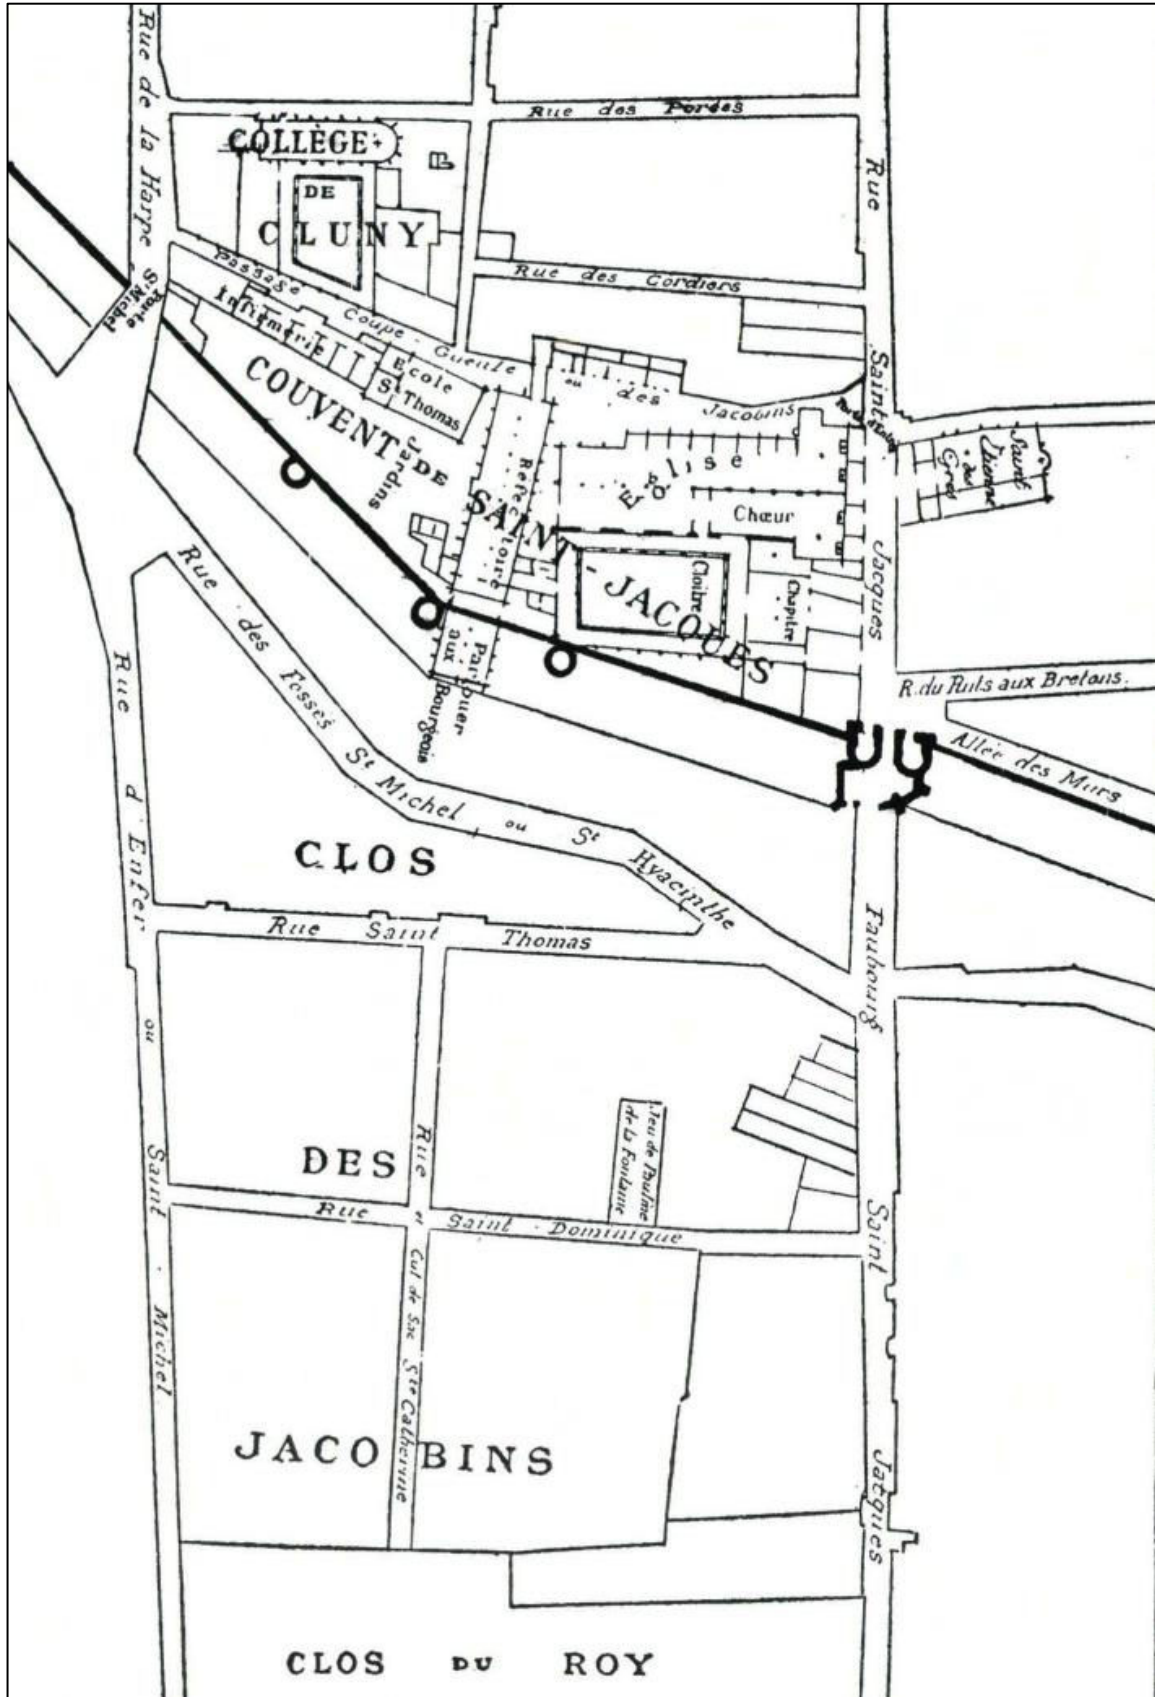 Rue de la Harpe
Rue des Porées
COLLÈGE
DE
CLUNY
Rue
Rue des Cordiers
Passage Coupe-Gueule
ou des Jacobins
Porte St Michel
Infirmerie
Ecole
St Thomas
COUVENT DE SAINT-JACQUES
Jardins
Refectoire
Eglise
Chœur
Cloitre
Chapitre
Saint
Saint
Etienne
des Grès
Jacques
Parlouer
aux
Bourgeois
R. du Puits aux Bretons.
Allée des Murs
Rue des Fossés St Michel ou St Hyacinthe
Rue d'Enfer ou Saint-Michel
CLOS
Rue Saint Thomas
Faubourg Saint Jacques
DES
Jeu de Paulme
de la Fontaine
Rue Saint-Dominique
Rue et Cul de Sac Ste Catherine
JACOBINS
CLOS DU ROY